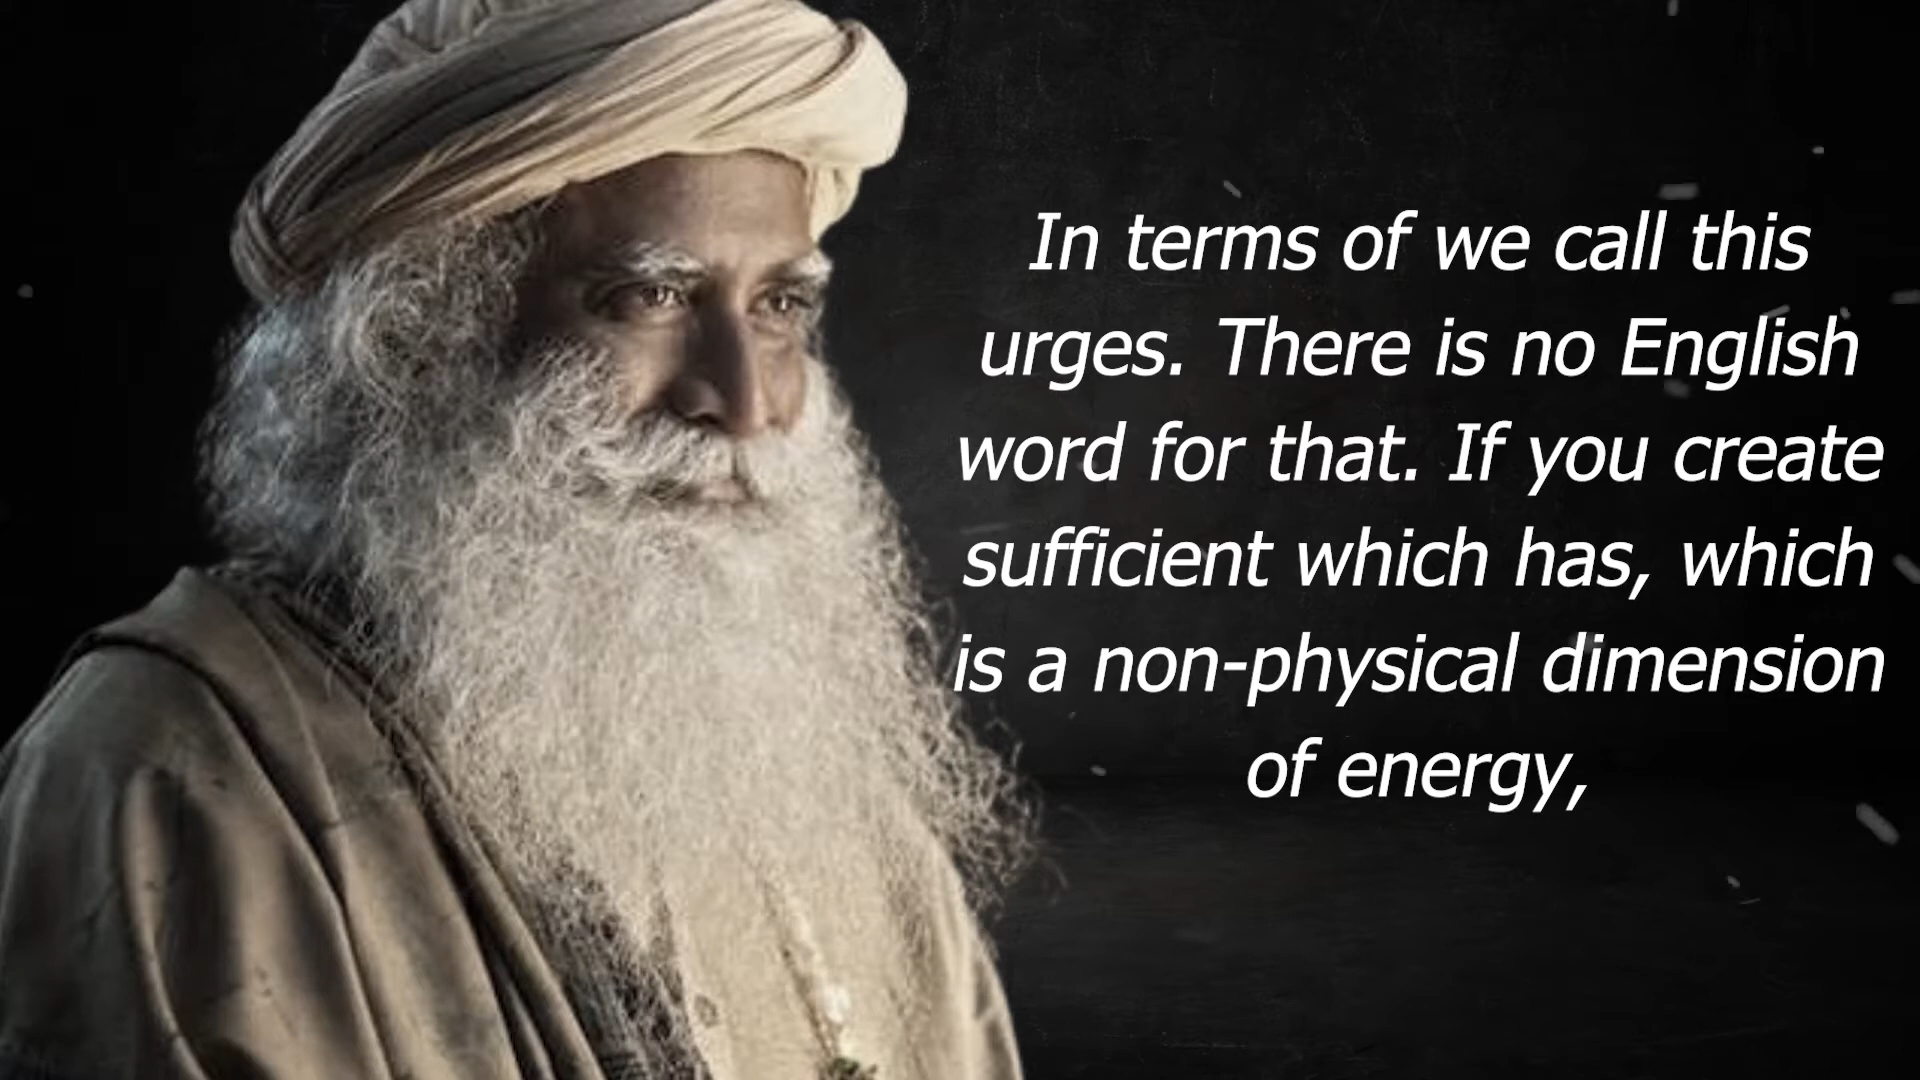 In terms of we call this
urges. There is no English
word for that. If you create
sufficient which has, which
is a non-physical dimension
of energy,